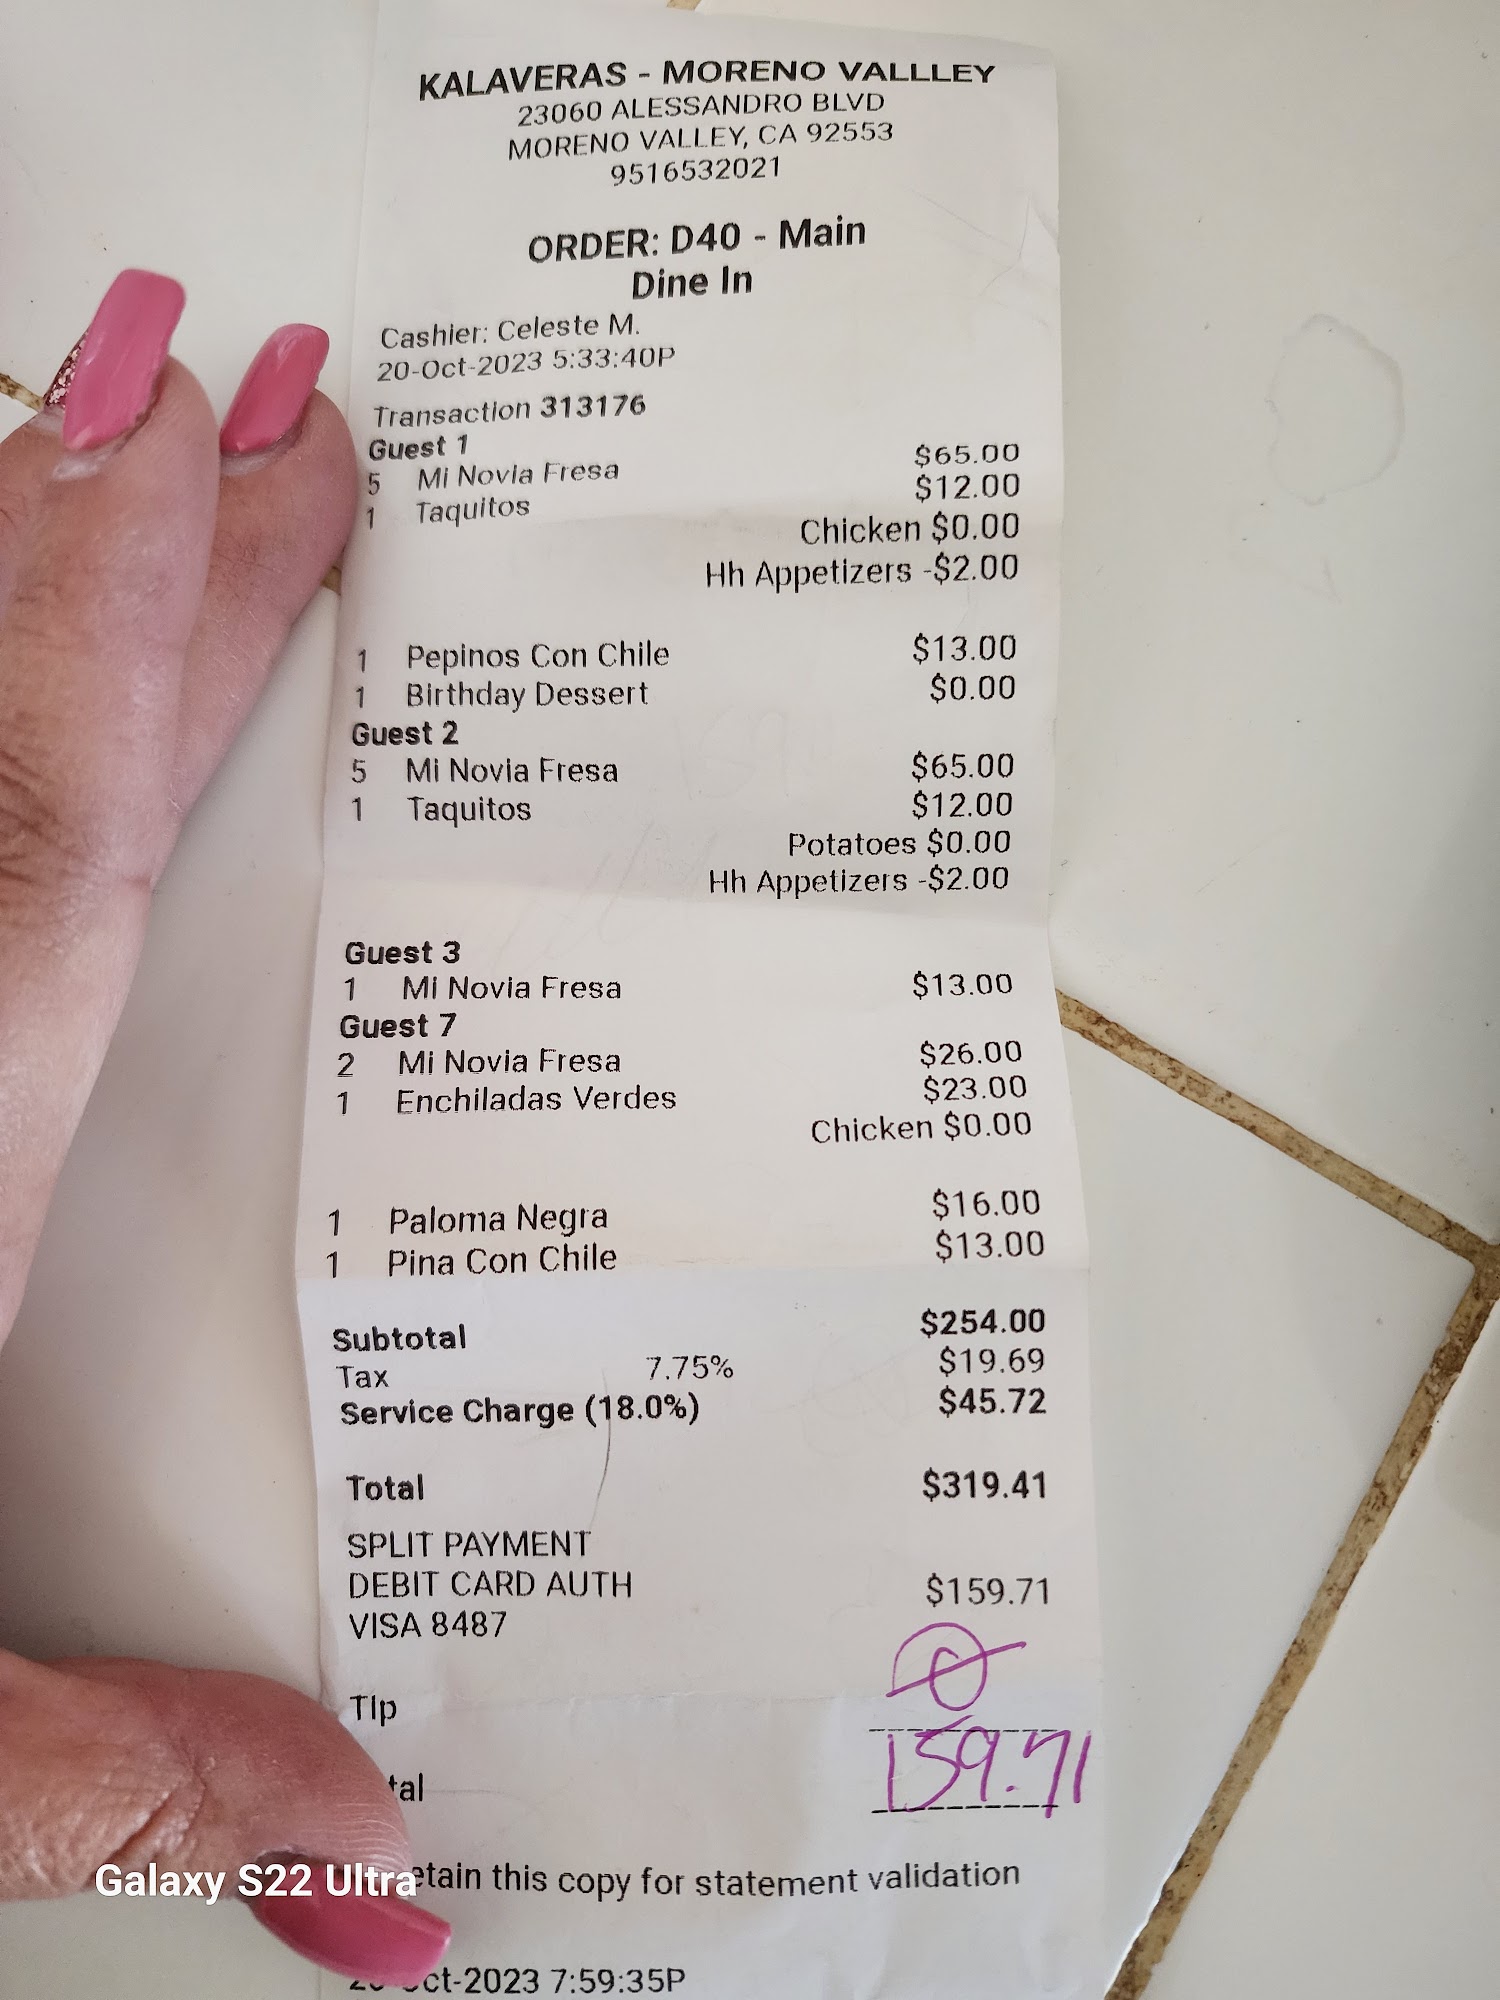 KALAVERAS - MORENO VALLLEY
23060 ALESSANDRO BLVD
MORENO VALLEY, CA 92553
9516532021
ORDER: D40 - Main
Dine In
Cashier: Celeste M.
20-Oct-2023 5:33:40P
Transaction 313176
Guest 1
5 Mi Novia Fresa $65.00
1 Taquitos $12.00
Chicken $0.00
Hh Appetizers -$2.00
1 Pepinos Con Chile $13.00
1 Birthday Dessert $0.00
Guest 2
5 Mi Novia Fresa $65.00
1 Taquitos $12.00
Potatoes $0.00
Hh Appetizers -$2.00
Guest 3
1 Mi Novia Fresa $13.00
Guest 7
2 Mi Novia Fresa $26.00
1 Enchiladas Verdes $23.00
Chicken $0.00
1 Paloma Negra $16.00
1 Pina Con Chile $13.00
Subtotal $254.00
Tax 7.75% $19.69
Service Charge (18.0%) $45.72
Total $319.41
SPLIT PAYMENT
DEBIT CARD AUTH $159.71
VISA 8487
Tip
tal 159.71
etain this copy for statement validation
Galaxy S22 Ultra
ct-2023 7:59:35P